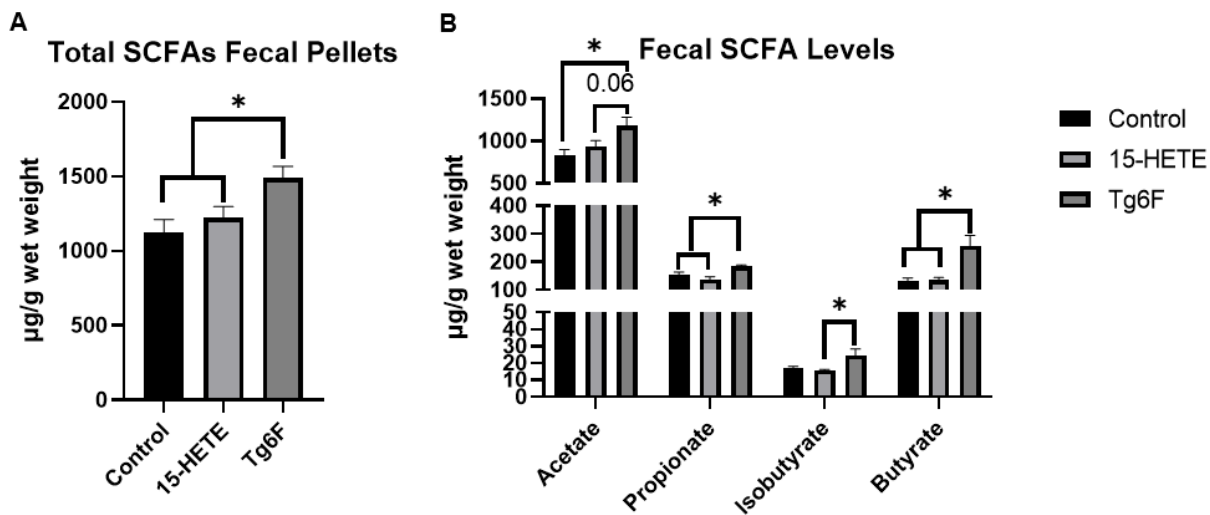 A
Total SCFAs Fecal Pellets
*
2000
1500
1000
500
0
µg/g wet weight
Control
15-HETE
Tg6F
B
Fecal SCFA Levels
*
0.06
1500
1000
500
400
300
200
100
50
40
30
20
10
0
µg/g wet weight
*
*
*
Acetate
Propionate
Isobutyrate
Butyrate
Control
15-HETE
Tg6F